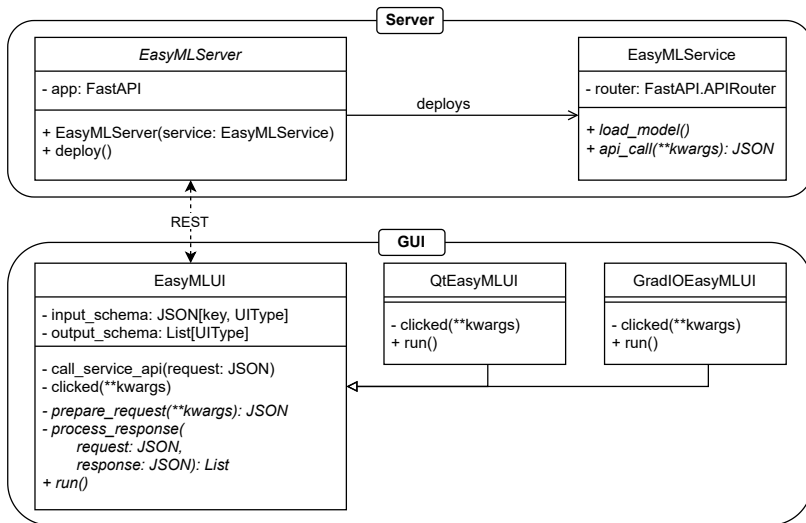 Server
EasyMLServer
- app: FastAPI
+ EasyMLServer(service: EasyMLService)
+ deploy()
deploys
EasyMLService
- router: FastAPI.APIRouter
+ load_model()
+ api_call(**kwargs): JSON
REST
GUI
EasyMLUI
- input_schema: JSON[key, UIType]
- output_schema: List[UIType]
- call_service_api(request: JSON)
- clicked(**kwargs)
- prepare_request(**kwargs): JSON
- process_response(
request: JSON,
response: JSON): List
+ run()
QtEasyMLUI
- clicked(**kwargs)
+ run()
GradIOEasyMLUI
- clicked(**kwargs)
+ run()